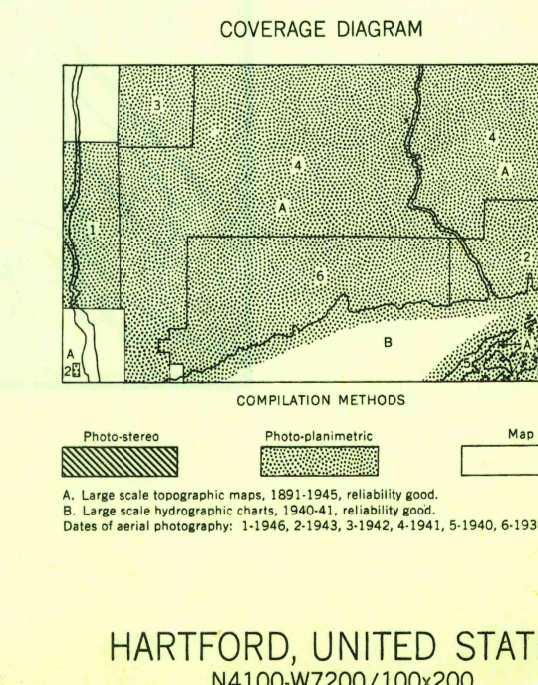 COVERAGE DIAGRAM
3
4
4
A
A
1
2
6
B
A
A
2
5
COMPILATION METHODS
Photo-stereo Photo-planimetric Map
A. Large scale topographic maps, 1891-1945, reliability good.
B. Large scale hydrographic charts, 1940-41, reliability good.
Dates of aerial photography: 1-1946, 2-1943, 3-1942, 4-1941, 5-1940, 6-193
HARTFORD, UNITED STAT
N4100-W7200/100x200